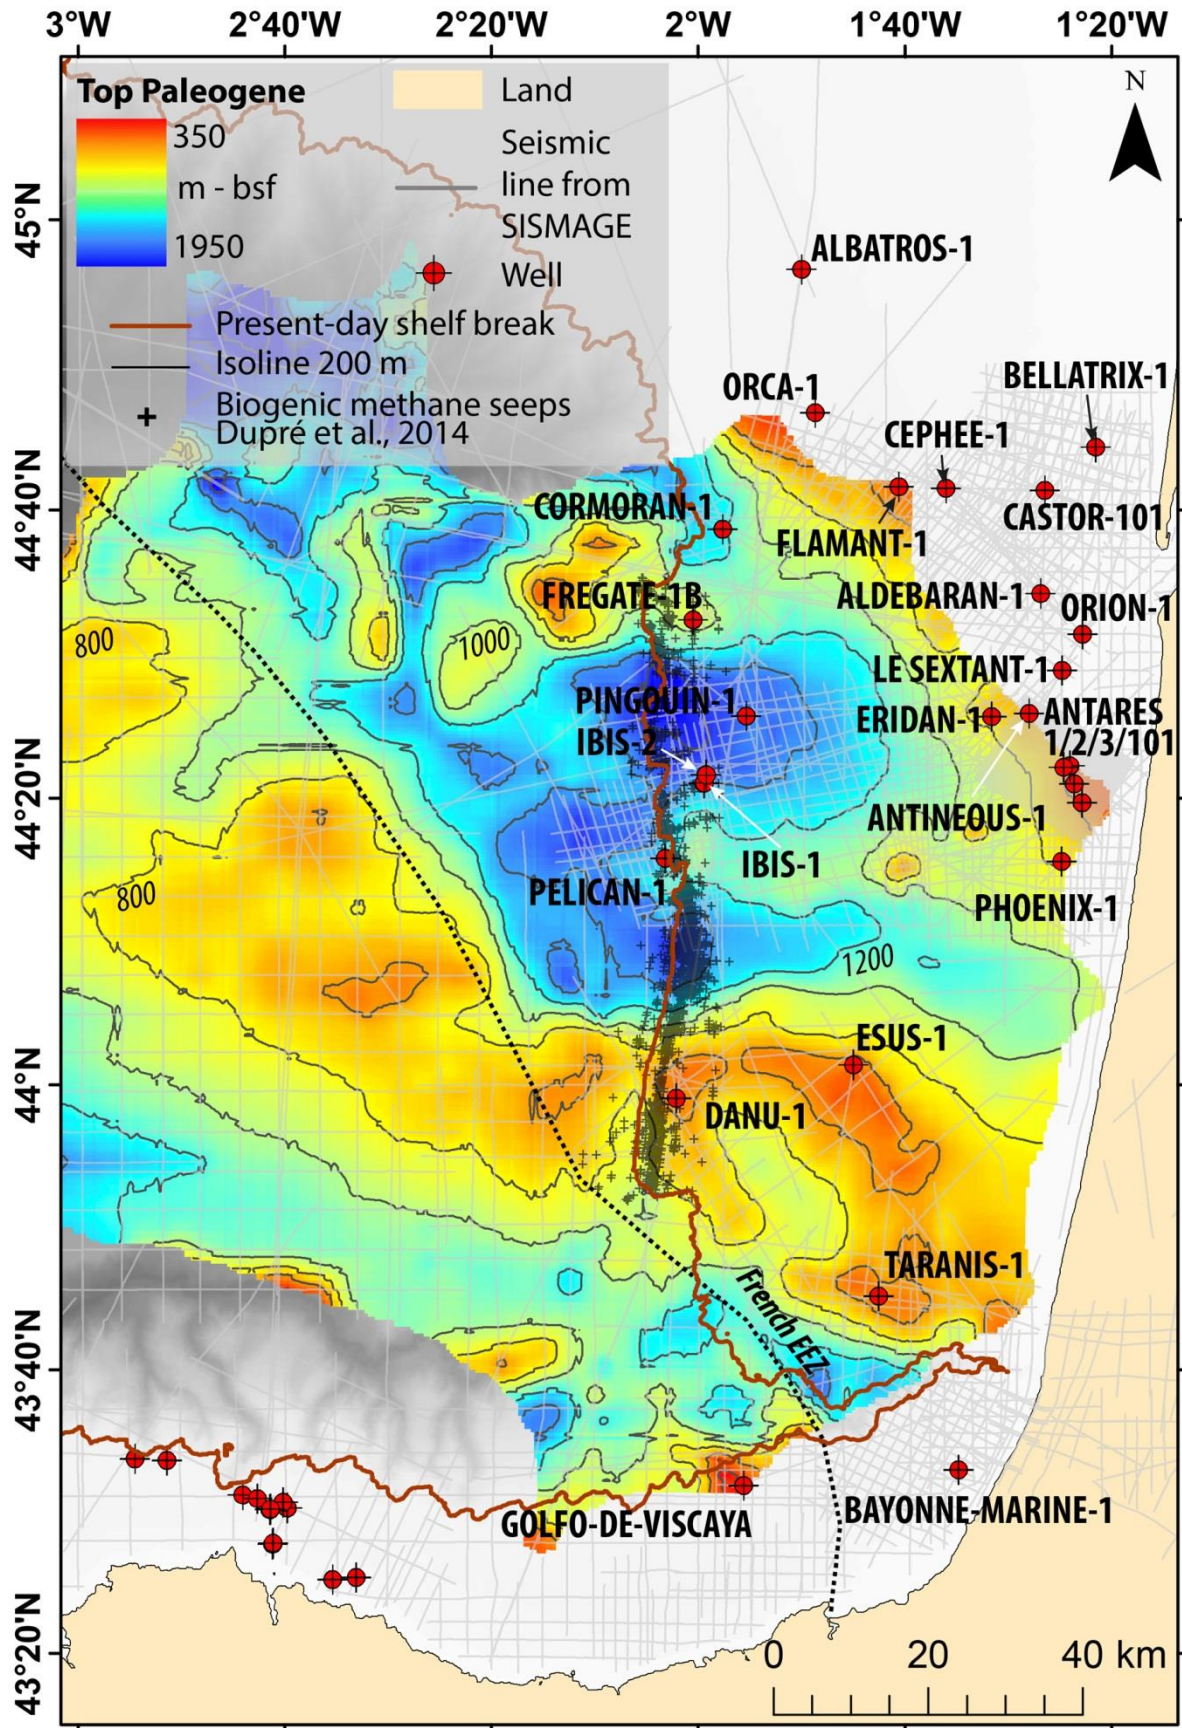 3°W 2°40'W 2°20'W 2°W 1°40'W 1°20'W
Top Paleogene
350
m - bsf
1950
Land
Seismic
line from
SISMAGE
Well
Present-day shelf break
Isoline 200 m
Biogenic methane seeps
Dupré et al., 2014
N
45°N
44°40'N
44°20'N
44°N
43°40'N
43°20'N
ALBATROS-1
ORCA-1
BELLATRIX-1
CEPHEE-1
CORMORAN-1
FLAMANT-1
CASTOR-101
FREGATE-1B
ALDEBARAN-1
ORION-1
800
1000
LE SEXTANT-1
PINGOUIN-1
ERIDAN-1
ANTARES
1/2/3/101
IBIS-2
ANTINEOUS-1
IBIS-1
800
PELICAN-1
PHOENIX-1
1200
ESUS-1
DANU-1
TARANIS-1
French EEZ
GOLFO-DE-VISCAYA
BAYONNE-MARINE-1
0 20 40 km